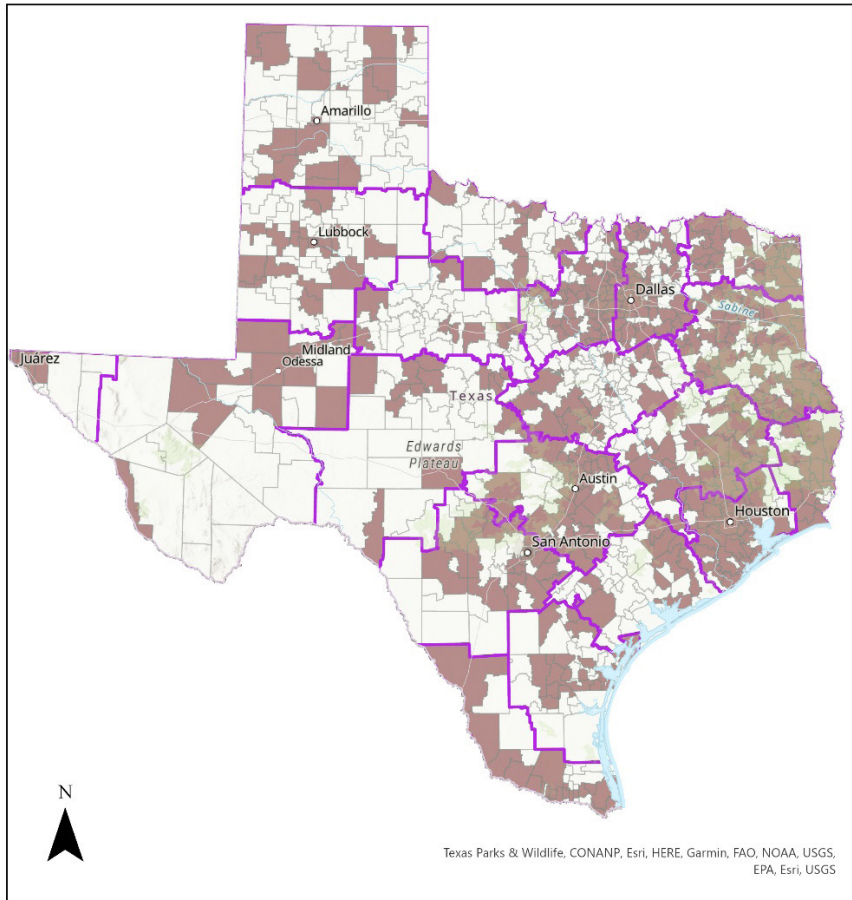 Amarillo
Lubbock
Dallas
Sabine
Juárez
Midland
Odessa
Texas
Edwards
Plateau
Austin
Houston
San Antonio
N
Texas Parks & Wildlife, CONANP, Esri, HERE, Garmin, FAO, NOAA, USGS,
EPA, Esri, USGS